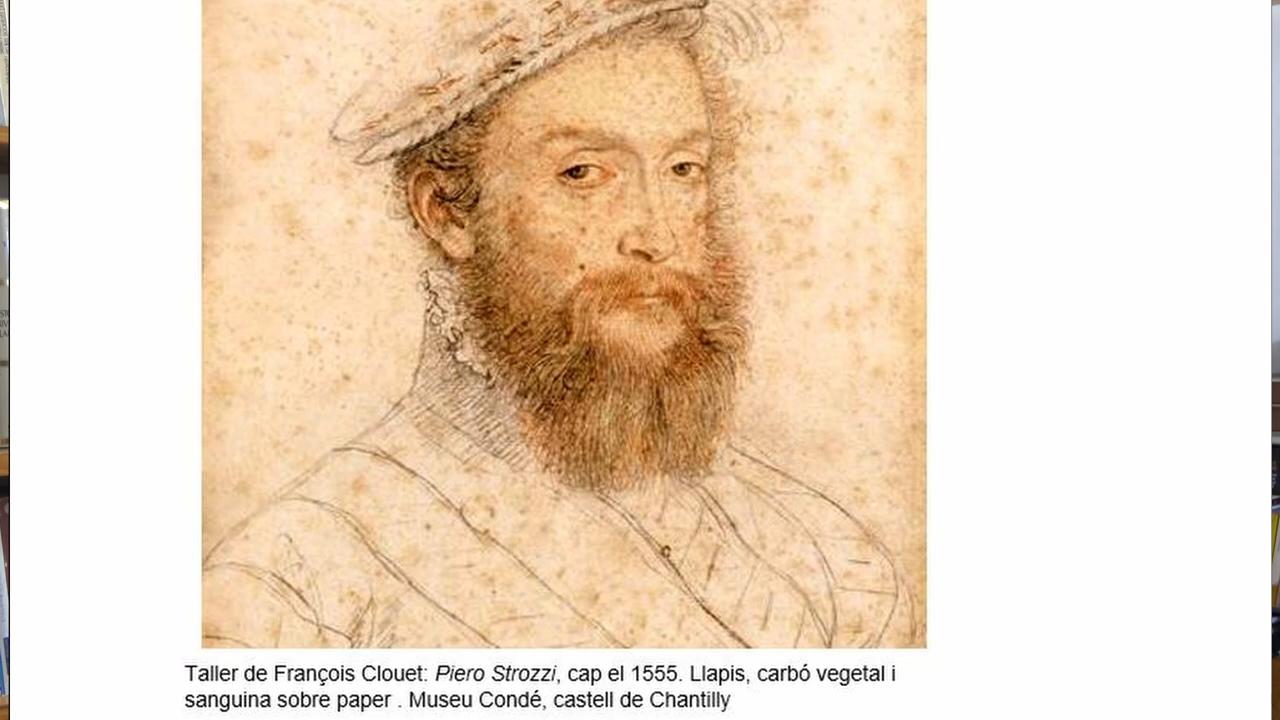 Taller de François Clouet: Piero Strozzi, cap el 1555. Llapis, carbó vegetal i
sanguina sobre paper . Museu Condé, castell de Chantilly